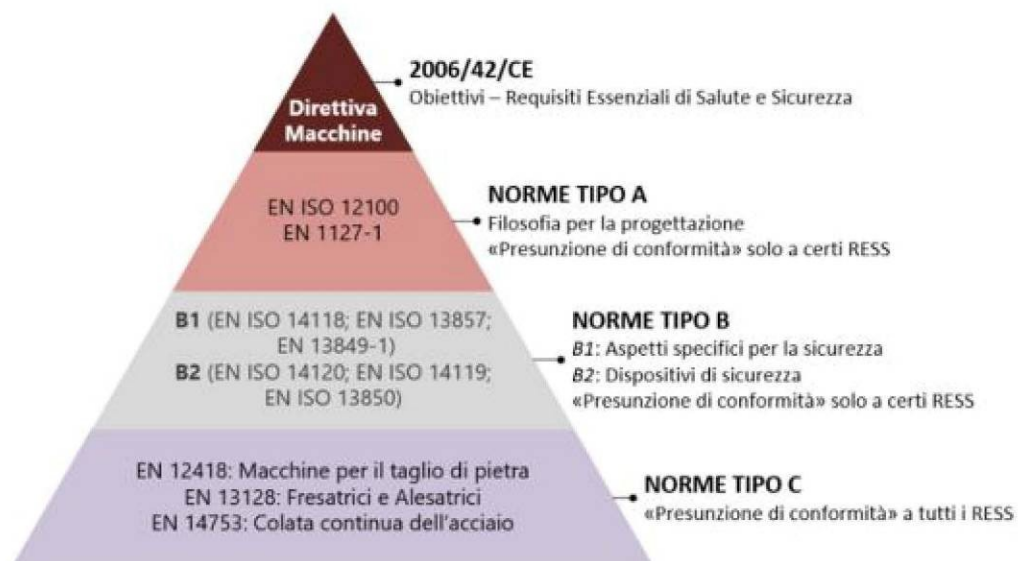 Direttiva
Macchine
2006/42/CE
Obiettivi – Requisiti Essenziali di Salute e Sicurezza
EN ISO 12100
EN 1127-1
NORME TIPO A
Filosofia per la progettazione
«Presunzione di conformità» solo a certi RESS
B1 (EN ISO 14118; EN ISO 13857;
EN 13849-1)
B2 (EN ISO 14120; EN ISO 14119;
EN ISO 13850)
NORME TIPO B
B1: Aspetti specifici per la sicurezza
B2: Dispositivi di sicurezza
«Presunzione di conformità» solo a certi RESS
EN 12418: Macchine per il taglio di pietra
EN 13128: Fresatrici e Alesatrici
EN 14753: Colata continua dell'acciaio
NORME TIPO C
«Presunzione di conformità» a tutti i RESS